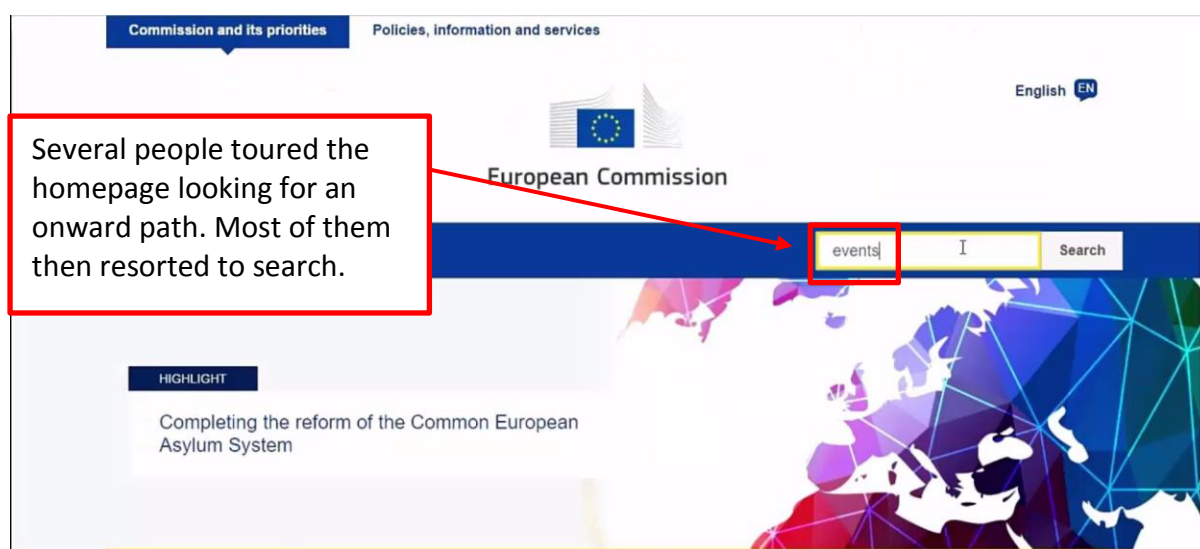 Commission and its priorities
Policies, information and services
English EN
European Commission
Several people toured the
homepage looking for an
onward path. Most of them
then resorted to search.
events
Search
HIGHLIGHT
Completing the reform of the Common European
Asylum System